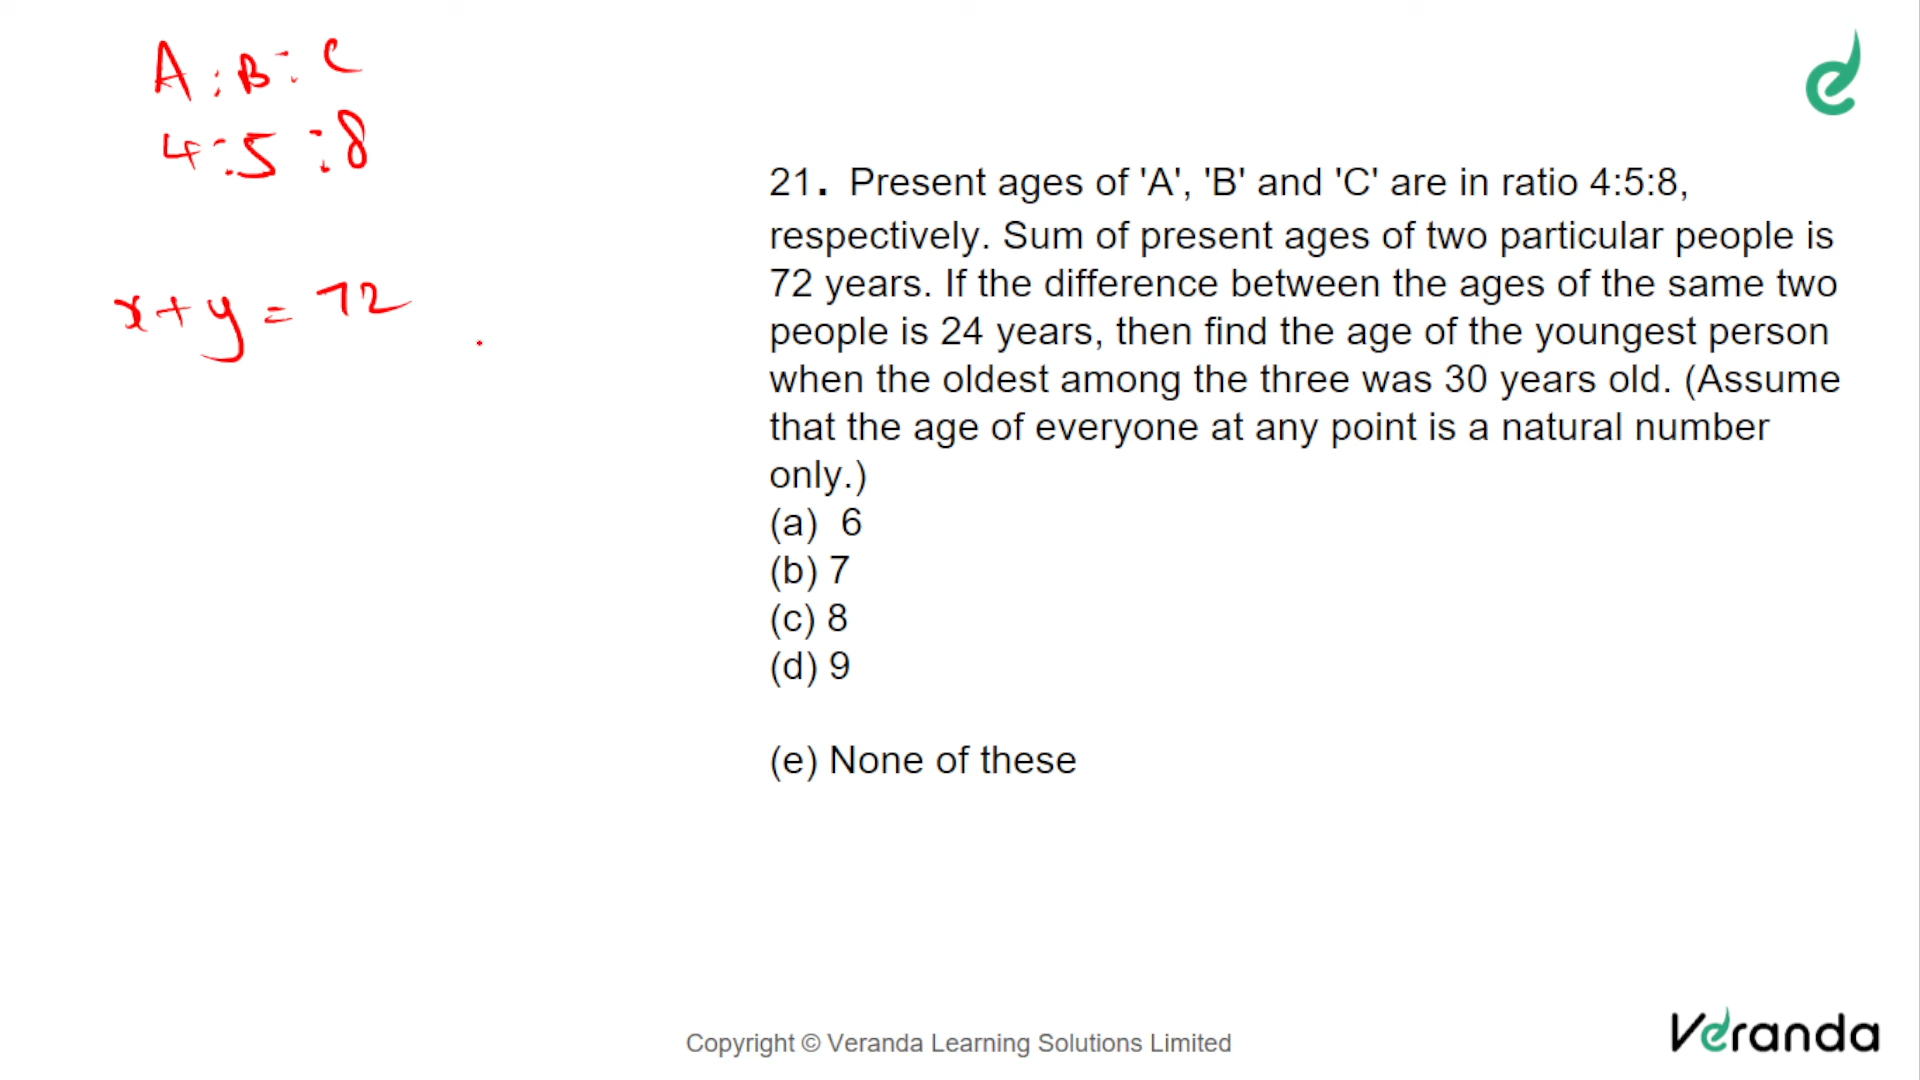 A : B : C
4 : 5 : 8
x + y = 72
21. Present ages of 'A', 'B' and 'C' are in ratio 4:5:8,
respectively. Sum of present ages of two particular people is
72 years. If the difference between the ages of the same two
people is 24 years, then find the age of the youngest person
when the oldest among the three was 30 years old. (Assume
that the age of everyone at any point is a natural number
only.)
(a) 6
(b) 7
(c) 8
(d) 9
(e) None of these
Copyright © Veranda Learning Solutions Limited
Veranda